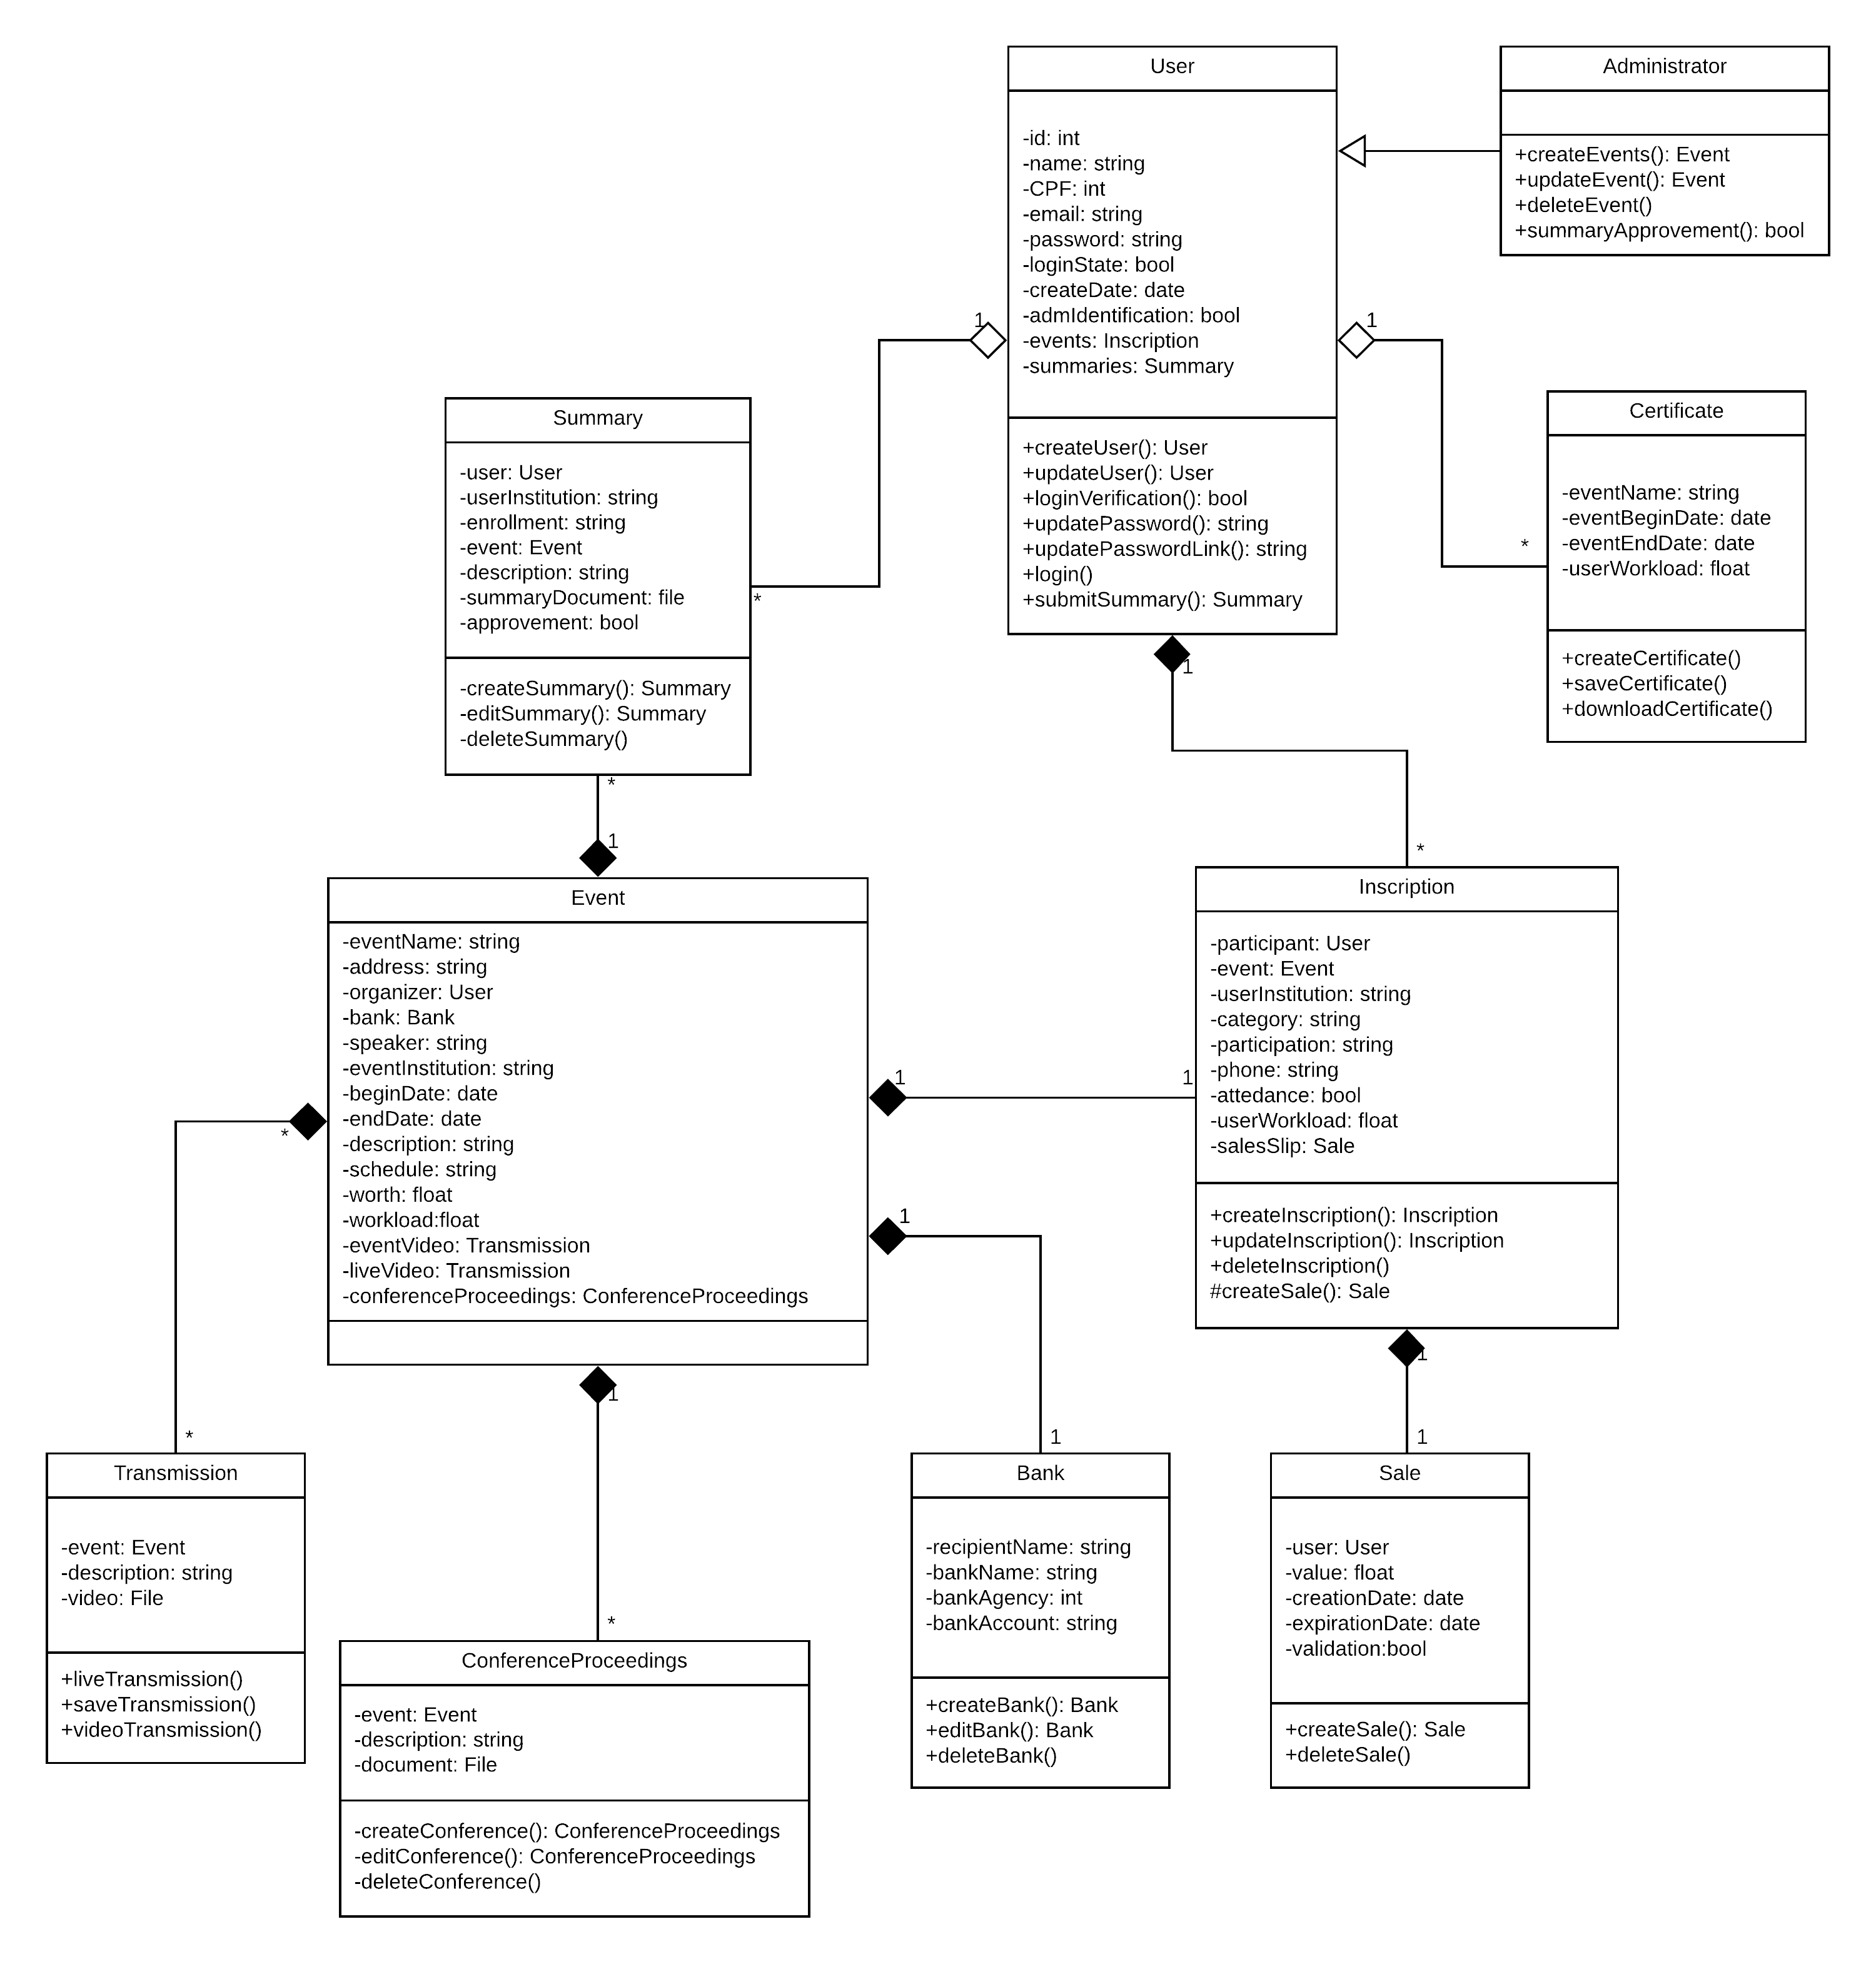 User
-id: int
-name: string
-CPF: int
-email: string
-password: string
-loginState: bool
-createDate: date
-admIdentification: bool
-events: Inscription
-summaries: Summary
+createUser(): User
+updateUser(): User
+loginVerification(): bool
+updatePassword(): string
+updatePasswordLink(): string
+login()
+submitSummary(): Summary
Administrator
+createEvents(): Event
+updateEvent(): Event
+deleteEvent()
+summaryApprovement(): bool
1
1
*
*
1
*
Summary
-user: User
-userInstitution: string
-enrollment: string
-event: Event
-description: string
-summaryDocument: file
-approvement: bool
-createSummary(): Summary
-editSummary(): Summary
-deleteSummary()
Certificate
-eventName: string
-eventBeginDate: date
-eventEndDate: date
-userWorkload: float
+createCertificate()
+saveCertificate()
+downloadCertificate()
*
1
Event
-eventName: string
-address: string
-organizer: User
-bank: Bank
-speaker: string
-eventInstitution: string
-beginDate: date
-endDate: date
-description: string
-schedule: string
-worth: float
-workload:float
-eventVideo: Transmission
-liveVideo: Transmission
-conferenceProceedings: ConferenceProceedings
1
1
Inscription
-participant: User
-event: Event
-userInstitution: string
-category: string
-participation: string
-phone: string
-attedance: bool
-userWorkload: float
-salesSlip: Sale
+createInscription(): Inscription
+updateInscription(): Inscription
+deleteInscription()
#createSale(): Sale
*
*
1
*
1
1
1
1
Transmission
-event: Event
-description: string
-video: File
+liveTransmission()
+saveTransmission()
+videoTransmission()
ConferenceProceedings
-event: Event
-description: string
-document: File
-createConference(): ConferenceProceedings
-editConference(): ConferenceProceedings
-deleteConference()
Bank
-recipientName: string
-bankName: string
-bankAgency: int
-bankAccount: string
+createBank(): Bank
+editBank(): Bank
+deleteBank()
Sale
-user: User
-value: float
-creationDate: date
-expirationDate: date
-validation:bool
+createSale(): Sale
+deleteSale()